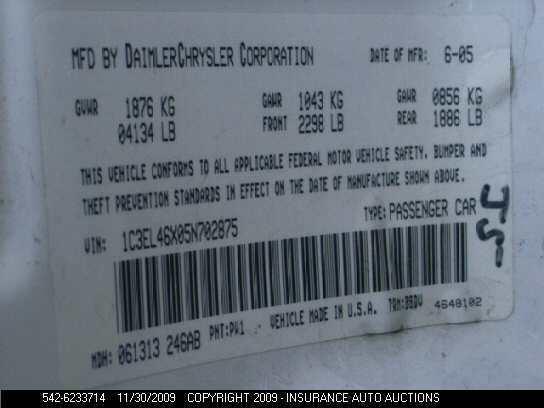 MFD BY DAIMLERCHRYSLER CORPORATION DATE OF MFR: 6-05
GVWR 1876 KG GAWR 1043 KG GAWR 0856 KG
04134 LB FRONT 2298 LB REAR 1886 LB
THIS VEHICLE CONFORMS TO ALL APPLICABLE FEDERAL MOTOR VEHICLE SAFETY, BUMPER AND
THEFT PREVENTION STANDARDS IN EFFECT ON THE DATE OF MANUFACTURE SHOWN ABOVE.
VIN: 1C3EL46X05N702875 TYPE: PASSENGER CAR
45
MDH: 061313 246AB PNT: PW1 VEHICLE MADE IN U.S.A. TRM: 4648102
542-6233714 11/30/2009 COPYRIGHT 2009 - INSURANCE AUTO AUCTIONS